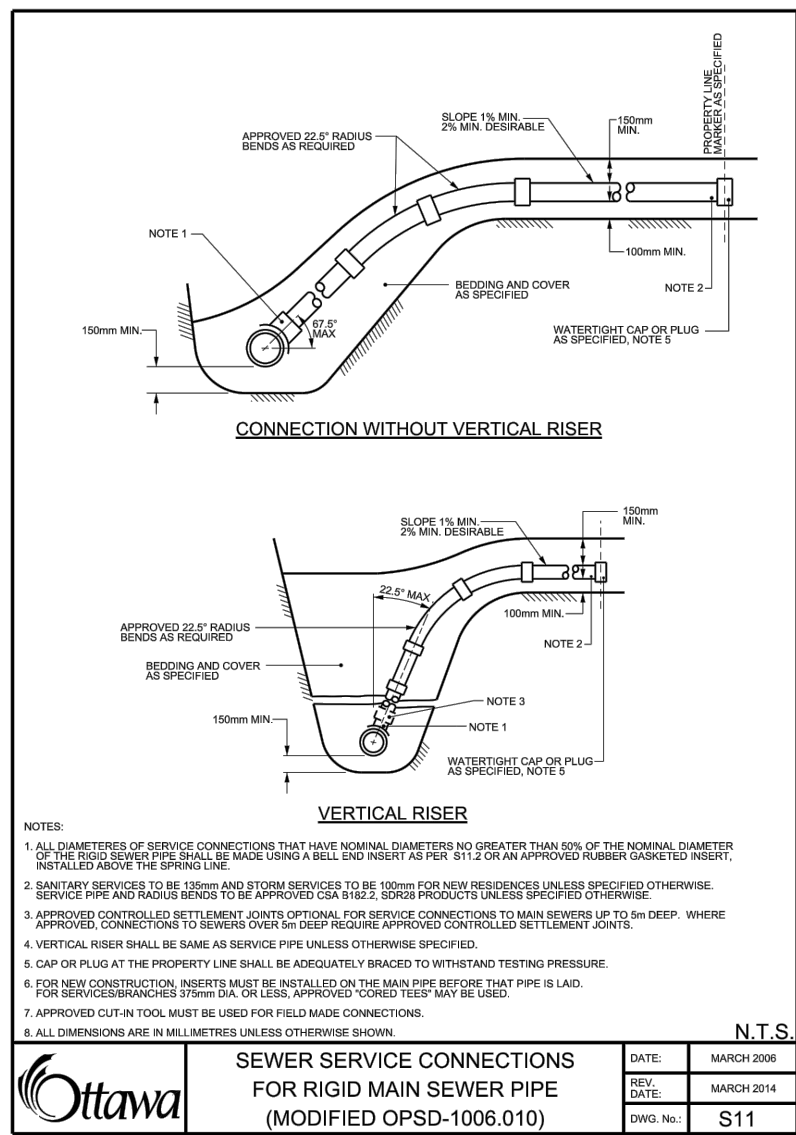 PROPERTY LINE
MARKER AS SPECIFIED
SLOPE 1% MIN.
2% MIN. DESIRABLE
150mm
MIN.
APPROVED 22.5° RADIUS
BENDS AS REQUIRED
NOTE 1
100mm MIN.
BEDDING AND COVER
AS SPECIFIED
NOTE 2
67.5°
MAX
150mm MIN.
WATERTIGHT CAP OR PLUG
AS SPECIFIED, NOTE 5
CONNECTION WITHOUT VERTICAL RISER
150mm
MIN.
SLOPE 1% MIN.
2% MIN. DESIRABLE
22.5° MAX
100mm MIN.
APPROVED 22.5° RADIUS
BENDS AS REQUIRED
NOTE 2
BEDDING AND COVER
AS SPECIFIED
NOTE 3
150mm MIN.
NOTE 1
WATERTIGHT CAP OR PLUG
AS SPECIFIED, NOTE 5
VERTICAL RISER
NOTES:
1. ALL DIAMETERES OF SERVICE CONNECTIONS THAT HAVE NOMINAL DIAMETERS NO GREATER THAN 50% OF THE NOMINAL DIAMETER
OF THE RIGID SEWER PIPE SHALL BE MADE USING A BELL END INSERT AS PER S11.2 OR AN APPROVED RUBBER GASKETED INSERT,
INSTALLED ABOVE THE SPRING LINE.
2. SANITARY SERVICES TO BE 135mm AND STORM SERVICES TO BE 100mm FOR NEW RESIDENCES UNLESS SPECIFIED OTHERWISE.
SERVICE PIPE AND RADIUS BENDS TO BE APPROVED CSA B182.2, SDR28 PRODUCTS UNLESS SPECIFIED OTHERWISE.
3. APPROVED CONTROLLED SETTLEMENT JOINTS OPTIONAL FOR SERVICE CONNECTIONS TO MAIN SEWERS UP TO 5m DEEP. WHERE
APPROVED, CONNECTIONS TO SEWERS OVER 5m DEEP REQUIRE APPROVED CONTROLLED SETTLEMENT JOINTS.
4. VERTICAL RISER SHALL BE SAME AS SERVICE PIPE UNLESS OTHERWISE SPECIFIED.
5. CAP OR PLUG AT THE PROPERTY LINE SHALL BE ADEQUATELY BRACED TO WITHSTAND TESTING PRESSURE.
6. FOR NEW CONSTRUCTION, INSERTS MUST BE INSTALLED ON THE MAIN PIPE BEFORE THAT PIPE IS LAID.
FOR SERVICES/BRANCHES 375mm DIA. OR LESS, APPROVED "CORED TEES" MAY BE USED.
7. APPROVED CUT-IN TOOL MUST BE USED FOR FIELD MADE CONNECTIONS.
8. ALL DIMENSIONS ARE IN MILLIMETRES UNLESS OTHERWISE SHOWN.
N.T.S.
Ottawa
SEWER SERVICE CONNECTIONS
FOR RIGID MAIN SEWER PIPE
(MODIFIED OPSD-1006.010)
DATE: MARCH 2006
REV.
DATE: MARCH 2014
DWG. No.: S11